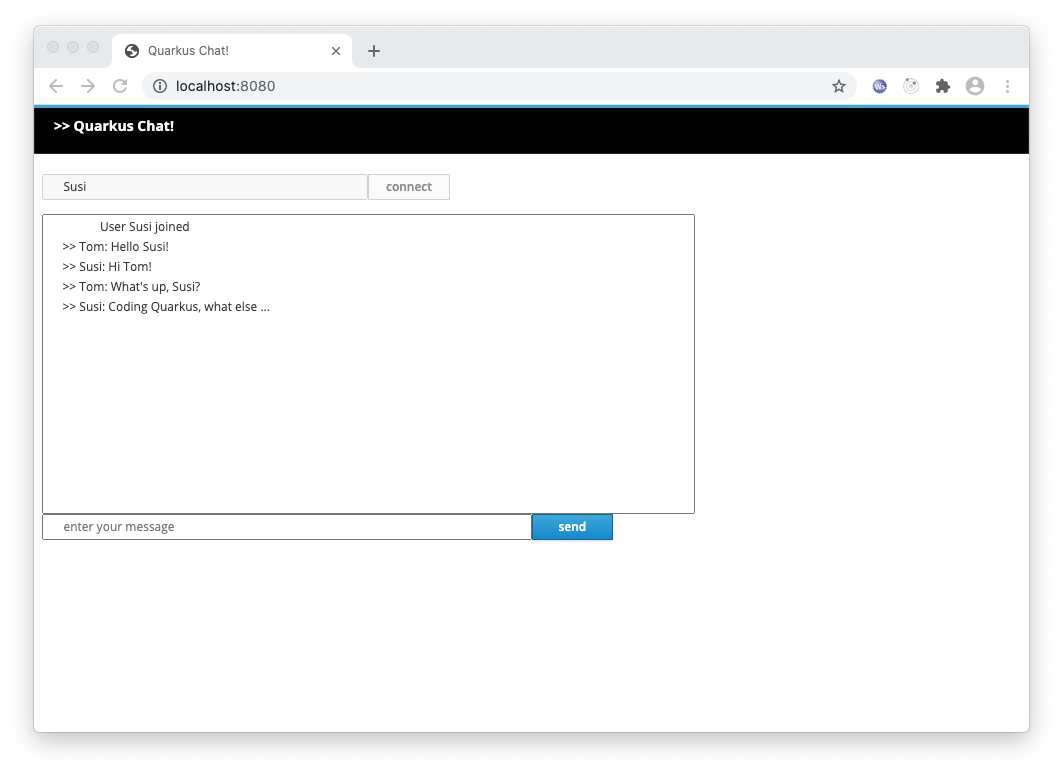 Quarkus Chat!
localhost:8080
>> Quarkus Chat!
Susi
connect
User Susi joined
>> Tom: Hello Susi!
>> Susi: Hi Tom!
>> Tom: What's up, Susi?
>> Susi: Coding Quarkus, what else ...
enter your message
send